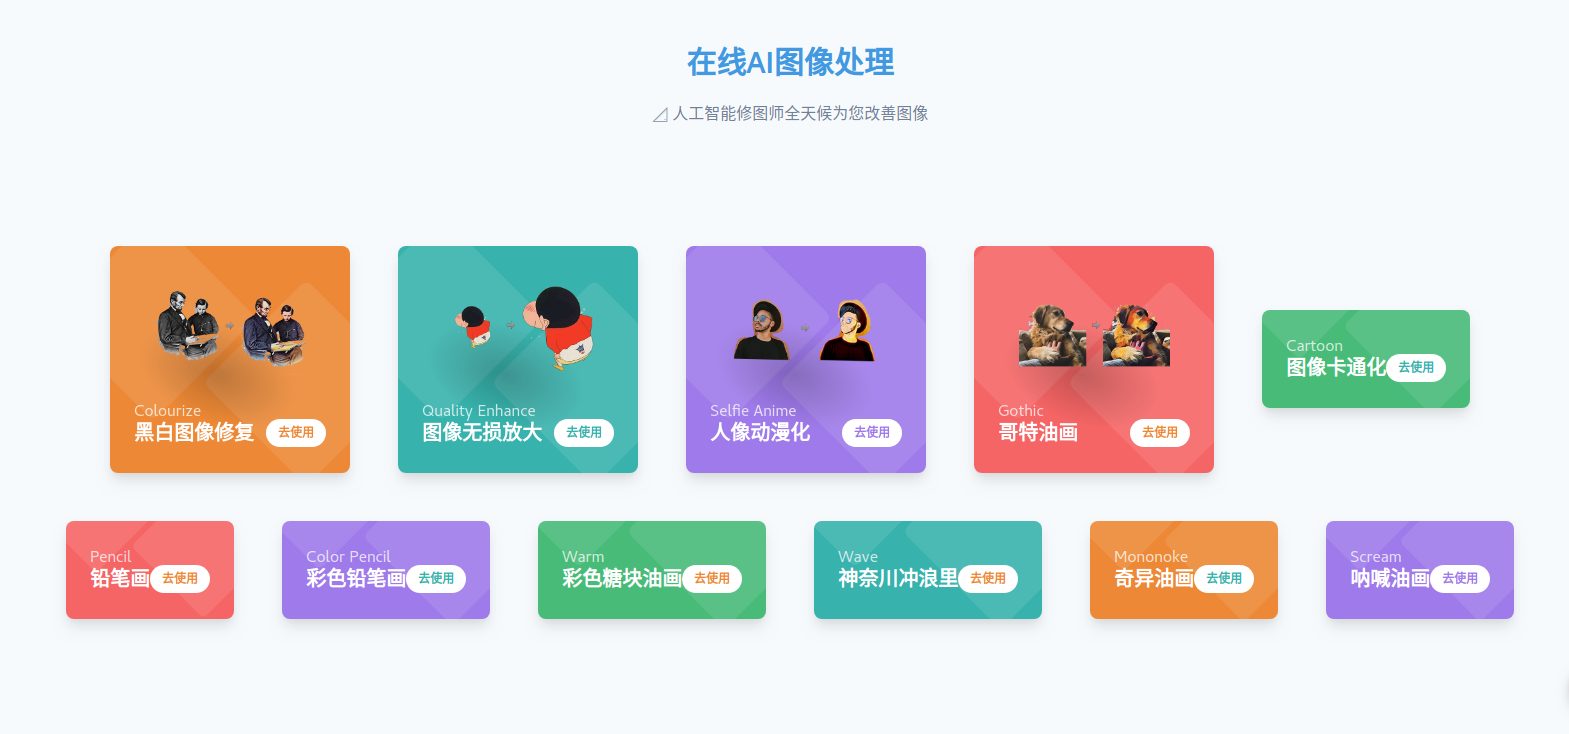 在线AI图像处理
人工智能修图师全天候为您改善图像
Colourize
黑白图像修复 去使用
Quality Enhance
图像无损放大 去使用
Selfie Anime
人像动漫化 去使用
Gothic
哥特油画 去使用
Cartoon
图像卡通化 去使用
Pencil
铅笔画 去使用
Color Pencil
彩色铅笔画 去使用
Warm
彩色糖块油画 去使用
Wave
神奈川冲浪里 去使用
Mononoke
奇异油画 去使用
Scream
呐喊油画 去使用